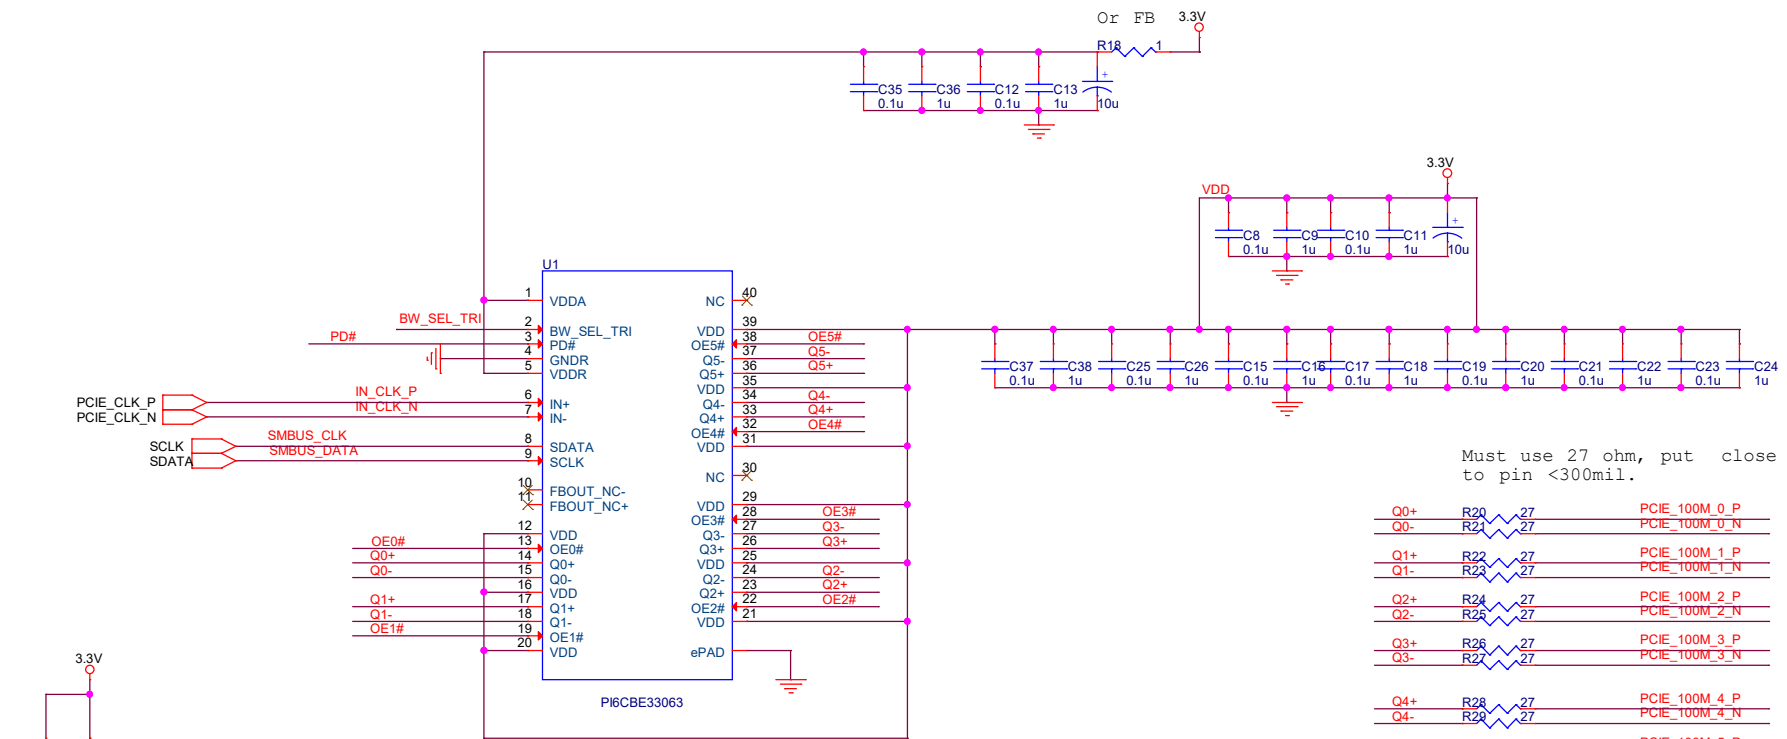 Or FB
3.3V
R18 1
C35 C36 C12 C13
0.1u 1u 0.1u 1u 10u
+
3.3V
VDD
+
C8 C9 C10 C11
0.1u 1u 0.1u 1u 10u
U1
1 VDDA
BW_SEL_TRI 2 BW_SEL_TRI
PD# 3 PD#
4 GNDR
5 VDDR
PCIE_CLK_P IN_CLK_P 6 IN+
PCIE_CLK_N IN_CLK_N 7 IN-
SCLK SMBUS_CLK 8 SDATA
SDATA SMBUS_DATA 9 SCLK
10 FBOUT_NC-
11 FBOUT_NC+
12 VDD
OE0# 13 OE0#
Q0+ 14 Q0+
Q0- 15 Q0-
16 VDD
Q1+ 17 Q1+
Q1- 18 Q1-
OE1# 19 OE1#
20 VDD
NC 40
VDD 39
OE5# 38 OE5#
Q5- 37 Q5-
Q5+ 36 Q5+
VDD 35
Q4- 34 Q4-
Q4+ 33 Q4+
OE4# 32 OE4#
VDD 31
NC 30
VDD 29
OE3# 28 OE3#
Q3- 27 Q3-
Q3+ 26 Q3+
VDD 25
Q2- 24 Q2-
Q2+ 23 Q2+
OE2# 22 OE2#
VDD 21
ePAD
PI6CBE33063
C37 C38 C25 C26 C15 C16 C17 C18 C19 C20 C21 C22 C23 C24
0.1u 1u 0.1u 1u 0.1u 1u 0.1u 1u 0.1u 1u 0.1u 1u 0.1u 1u
Must use 27 ohm, put close
to pin <300mil.
Q0+ R20 27 PCIE_100M_0_P
Q0- R21 27 PCIE_100M_0_N
Q1+ R22 27 PCIE_100M_1_P
Q1- R23 27 PCIE_100M_1_N
Q2+ R24 27 PCIE_100M_2_P
Q2- R25 27 PCIE_100M_2_N
Q3+ R26 27 PCIE_100M_3_P
Q3- R27 27 PCIE_100M_3_N
Q4+ R28 27 PCIE_100M_4_P
Q4- R29 27 PCIE_100M_4_N
3.3V